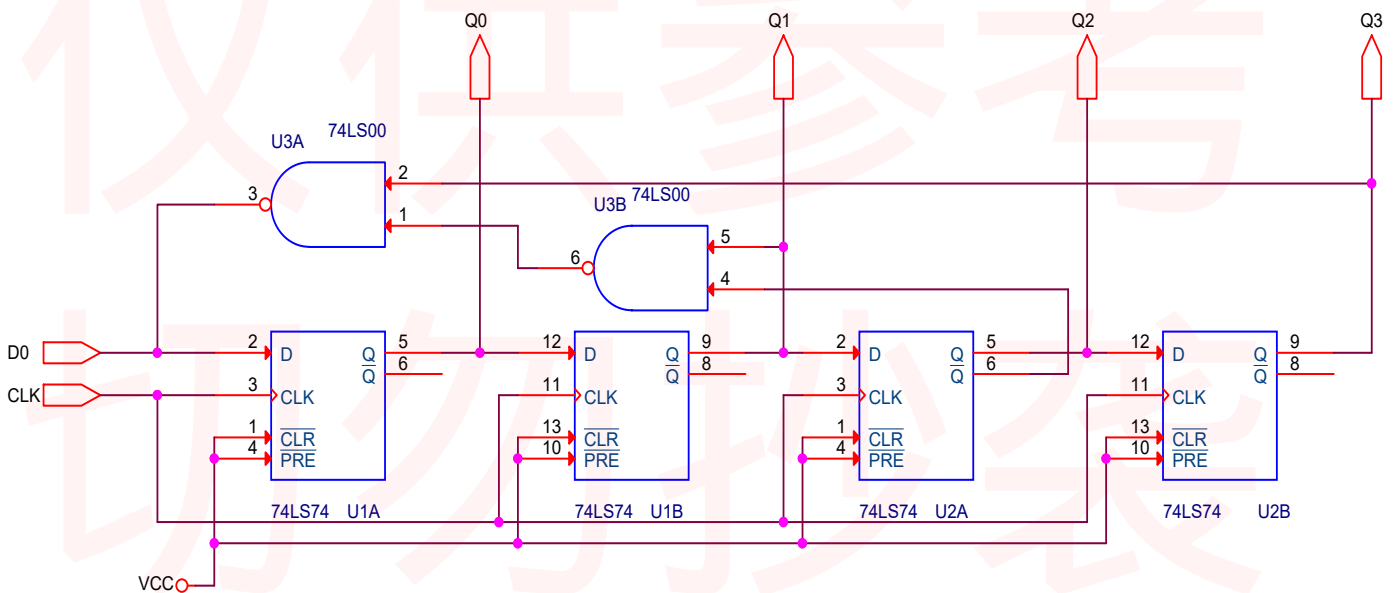 仅供参考
切勿抄袭
Q0 Q1 Q2 Q3
U3A 74LS00
3 2 1
U3B 74LS00
6 5 4
D0
CLK
2 D Q 5
Q 6
3 CLK
1 CLR
4 PRE
74LS74 U1A
12 D Q 9
Q 8
11 CLK
13 CLR
10 PRE
74LS74 U1B
2 D Q 5
Q 6
3 CLK
1 CLR
4 PRE
74LS74 U2A
12 D Q 9
Q 8
11 CLK
13 CLR
10 PRE
74LS74 U2B
VCC